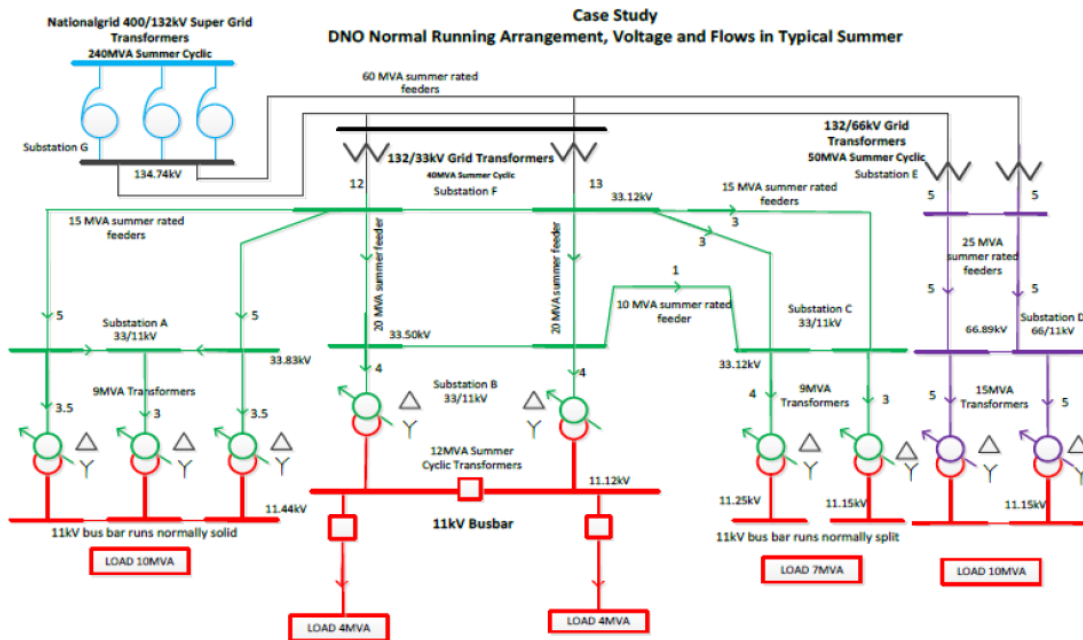 Case Study
DNO Normal Running Arrangement, Voltage and Flows in Typical Summer
Nationalgrid 400/132kV Super Grid
Transformers
240MVA Summer Cyclic
60 MVA summer rated
feeders
Substation G
134.74kV
132/33kV Grid Transformers
40MVA Summer Cyclic
Substation F
132/66kV Grid
Transformers
50MVA Summer Cyclic
Substation E
12
13
5
5
33.12kV
15 MVA summer rated
feeders
15 MVA summer rated
feeders
3
3
20 MVA summer feeder
20 MVA summer feeder
25 MVA
summer rated
feeders
1
10 MVA summer rated
feeder
5
5
5
5
Substation A
33/11kV
33.83kV
33.50kV
Substation C
33/11kV
33.12kV
66.89kV
Substation D
66/11kV
9MVA Transformers
3.5
3
3.5
4
4
Substation B
33/11kV
9MVA
Transformers
4
3
15MVA
Transformers
5
5
12MVA Summer
Cyclic Transformers
11.44kV
11.12kV
11.25kV
11.15kV
11.15kV
11kV bus bar runs normally solid
11kV Busbar
11kV bus bar runs normally split
LOAD 10MVA
LOAD 7MVA
LOAD 10MVA
LOAD 4MVA
LOAD 4MVA